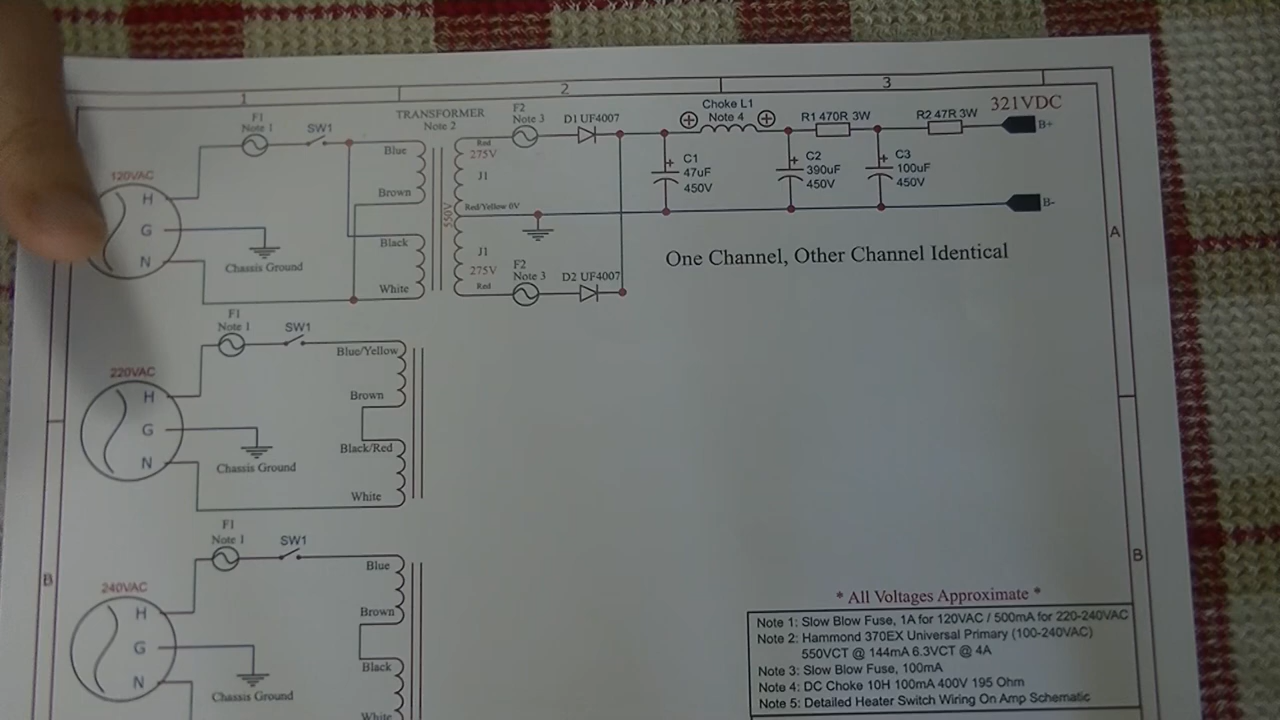 1
2
3
A
B
B
120VAC
H
G
N
F1
Note 1
SW1
Chassis Ground
TRANSFORMER
Note 2
Blue
Brown
Black
White
Red
275V
J1
Red/Yellow 0V
550V
J1
275V
Red
F2
Note 3
D1 UF4007
F2
Note 3
D2 UF4007
Choke L1
Note 4
C1
47uF
450V
R1 470R 3W
C2
390uF
450V
C3
100uF
450V
R2 47R 3W
321VDC
B+
B-
One Channel, Other Channel Identical
220VAC
H
G
N
F1
Note 1
SW1
Chassis Ground
Blue/Yellow
Brown
Black/Red
White
240VAC
H
G
N
F1
Note 1
SW1
Chassis Ground
Blue
Brown
Black
White
* All Voltages Approximate *
Note 1: Slow Blow Fuse, 1A for 120VAC / 500mA for 220-240VAC
Note 2: Hammond 370EX Universal Primary (100-240VAC)
550VCT @ 144mA 6.3VCT @ 4A
Note 3: Slow Blow Fuse, 100mA
Note 4: DC Choke 10H 100mA 400V 195 Ohm
Note 5: Detailed Heater Switch Wiring On Amp Schematic